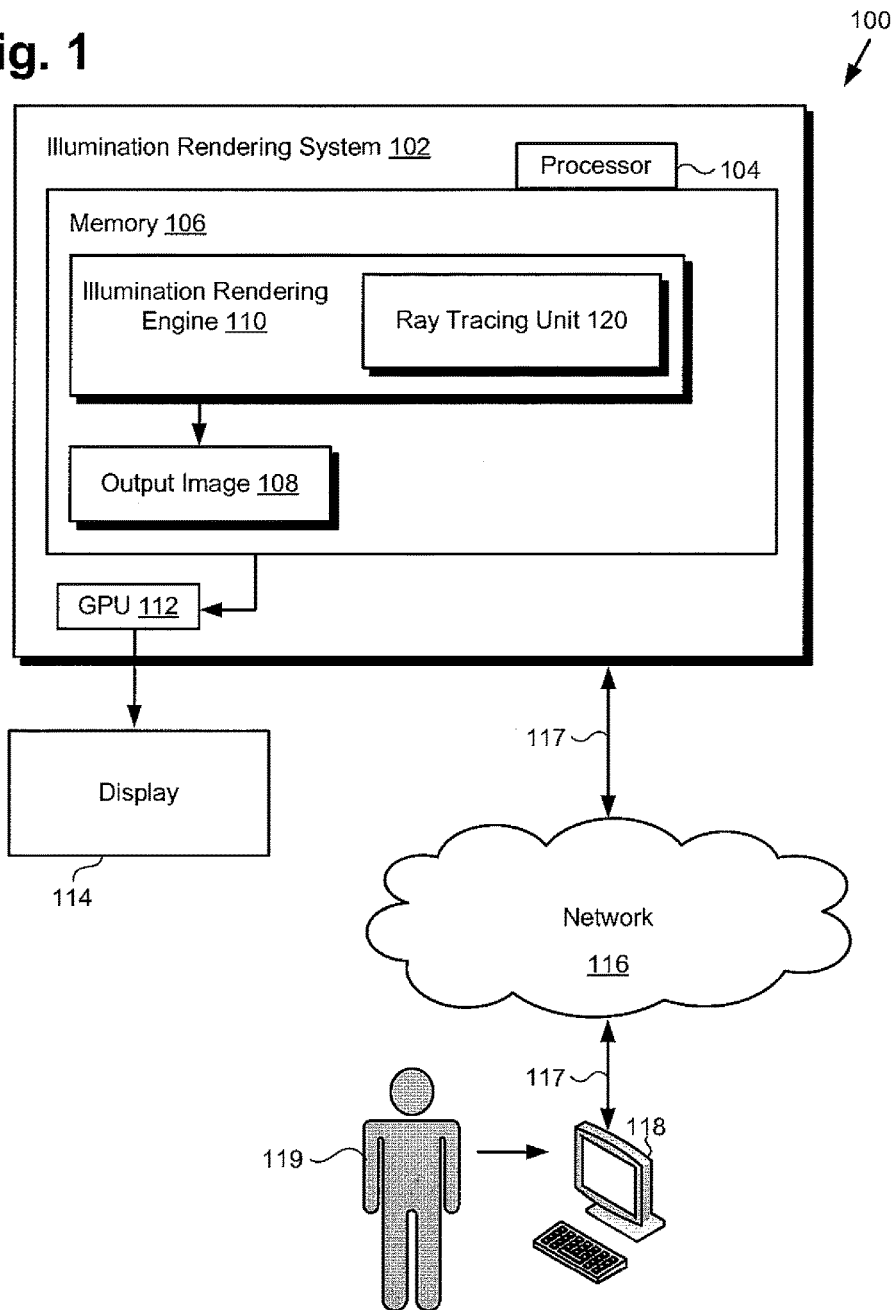 ig. 1
100
Illumination Rendering System 102
Processor
104
Memory 106
Illumination Rendering
Engine 110
Ray Tracing Unit 120
Output Image 108
GPU 112
Display
114
117
Network
116
117
118
119